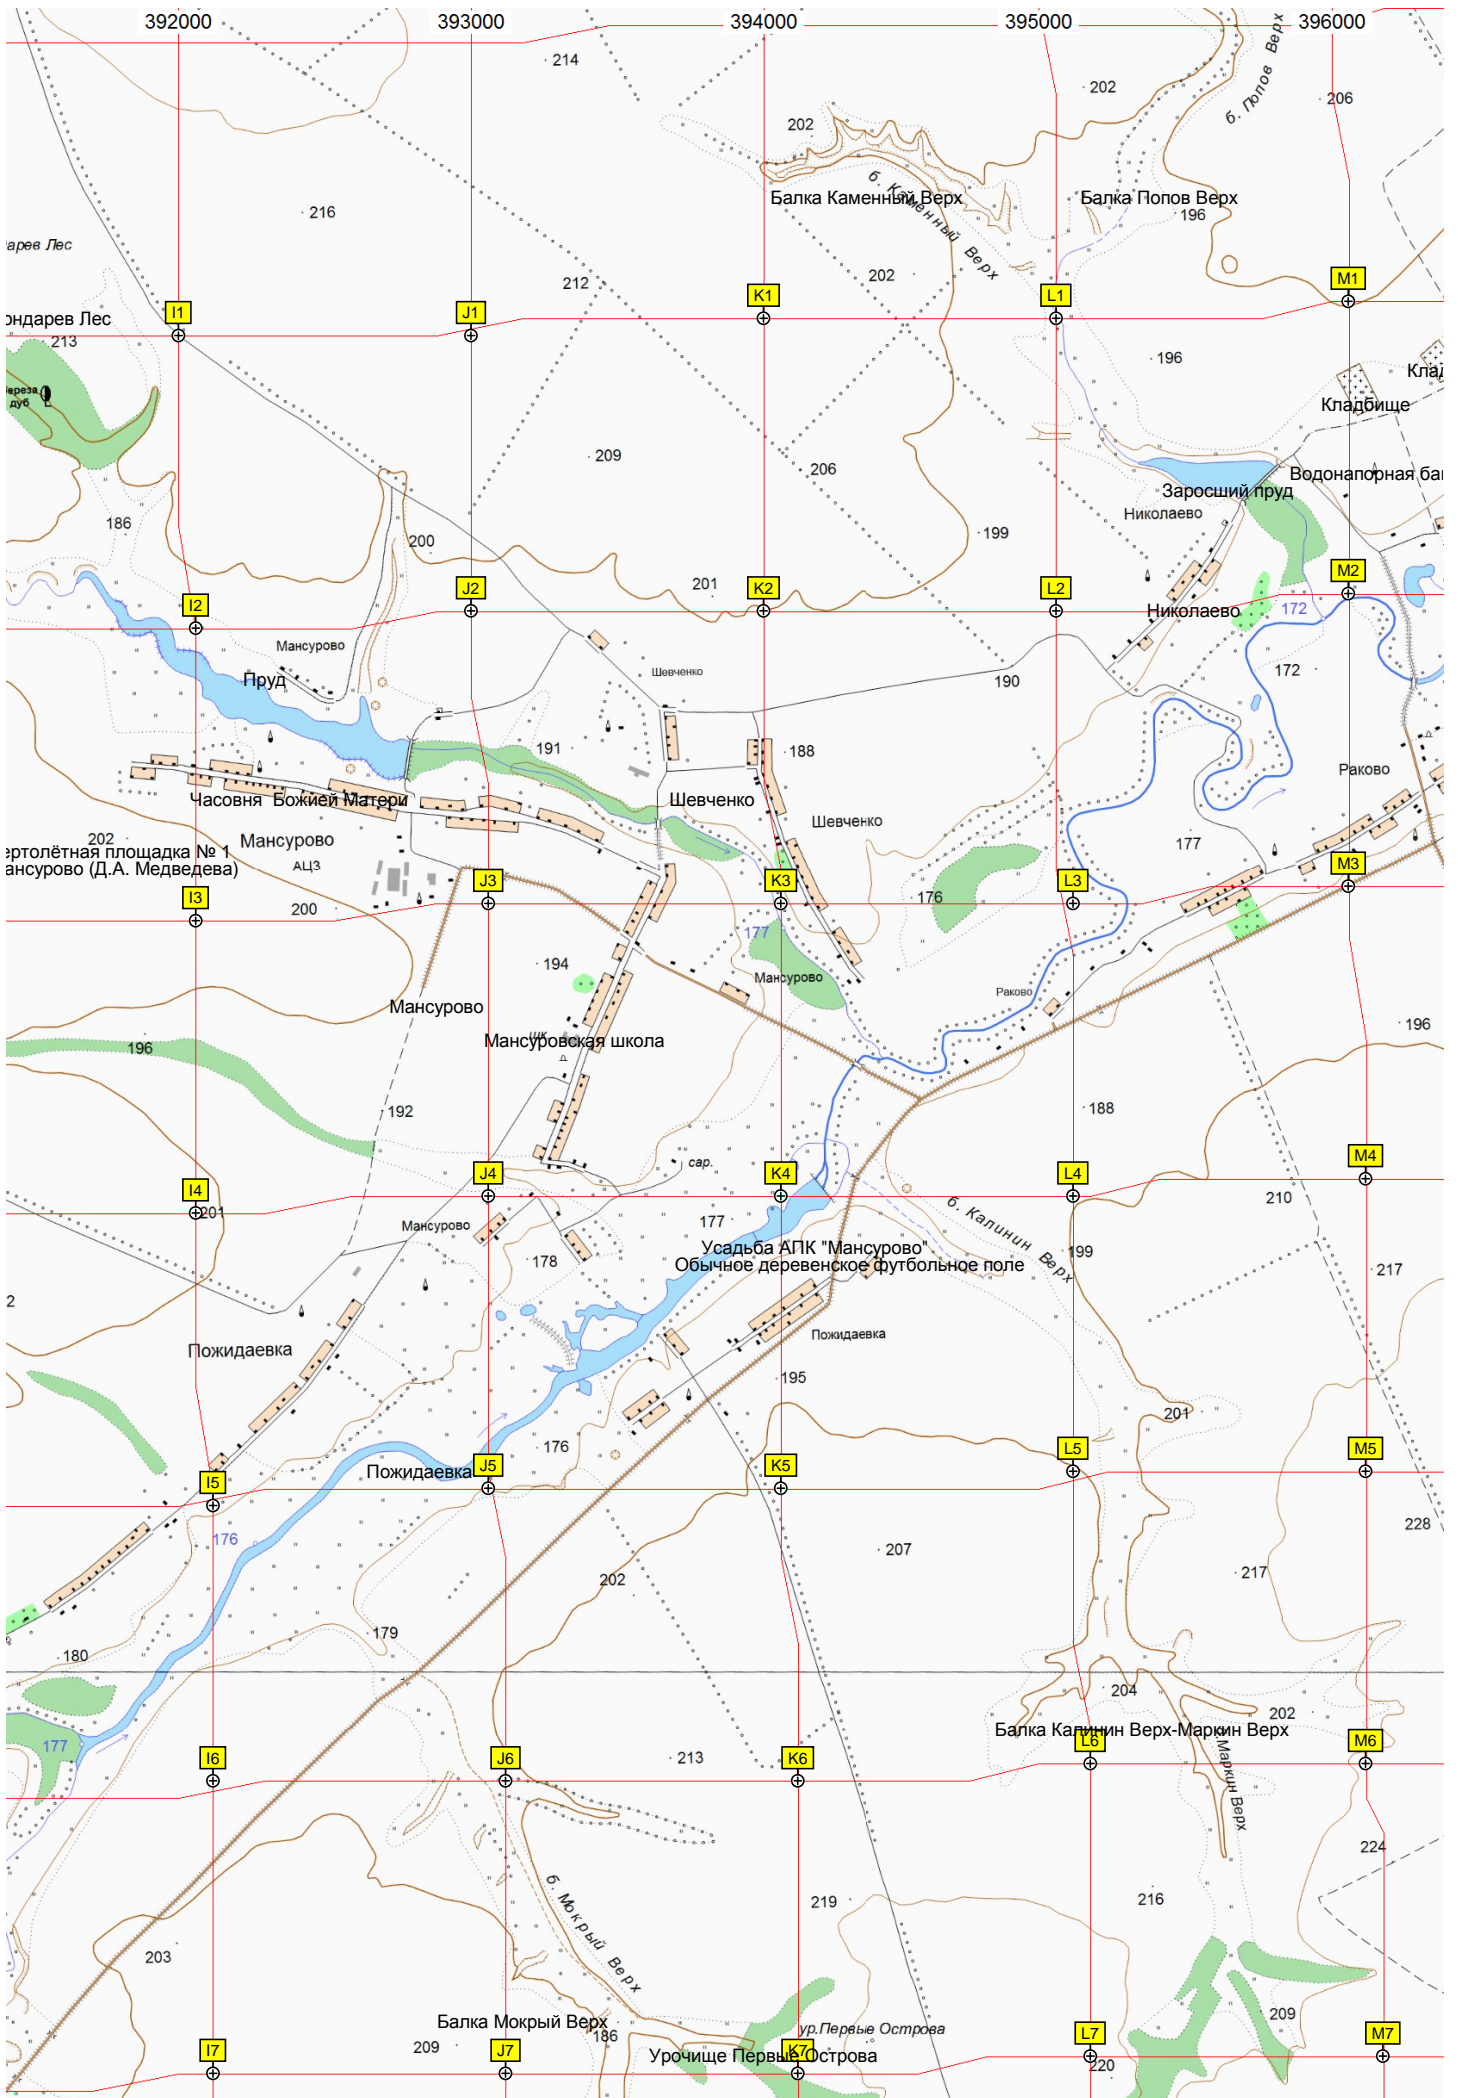 392000 393000 394000 395000 396000
214
202
б. Попов Верх
206
202
б. Каменный Верх
Балка Каменный Верх
Балка Попов Верх
196
216
арев Лес
212
202
K1
L1
M1
I1
J1
ондарев Лес
213
196
Клад
береза
дуб
Кладбище
209
206
Водонапорная ба
Заросший пруд
Николаево
186
200
199
201
I2
J2
K2
L2
M2
Николаево
172
Мансурово
Шевченко
Пруд
190
172
191
188
Раково
Часовня Божией Матери
Шевченко
Шевченко
202
Мансурово
177
ертолётная площадка № 1
ансурово (Д.А. Медведева)
АЦЗ
I3
J3
K3
L3
M3
200
176
177
194
Мансурово
Раково
Мансурово
196
шк.
Мансуровская школа
196
192
188
сар.
I4
J4
K4
L4
M4
201
210
Мансурово
177
б. Калинин Верх
178
Усадьба АПК "Мансурово"
Обычное деревенское футбольное поле
199
217
2
Пожидаевка
Пожидаевка
195
201
176
Пожидаевка
I5
J5
K5
L5
M5
176
228
207
202
217
179
180
204
202
177
Балка Калинин Верх-Маркин Верх
I6
J6
213
K6
L6
M6
Маркин Верх
224
б. Мокрый Верх
219
216
203
209
Балка Мокрый Верх
186
ур.Первые Острова
209
Урочище Первые Острова
I7
J7
K7
L7
M7
220